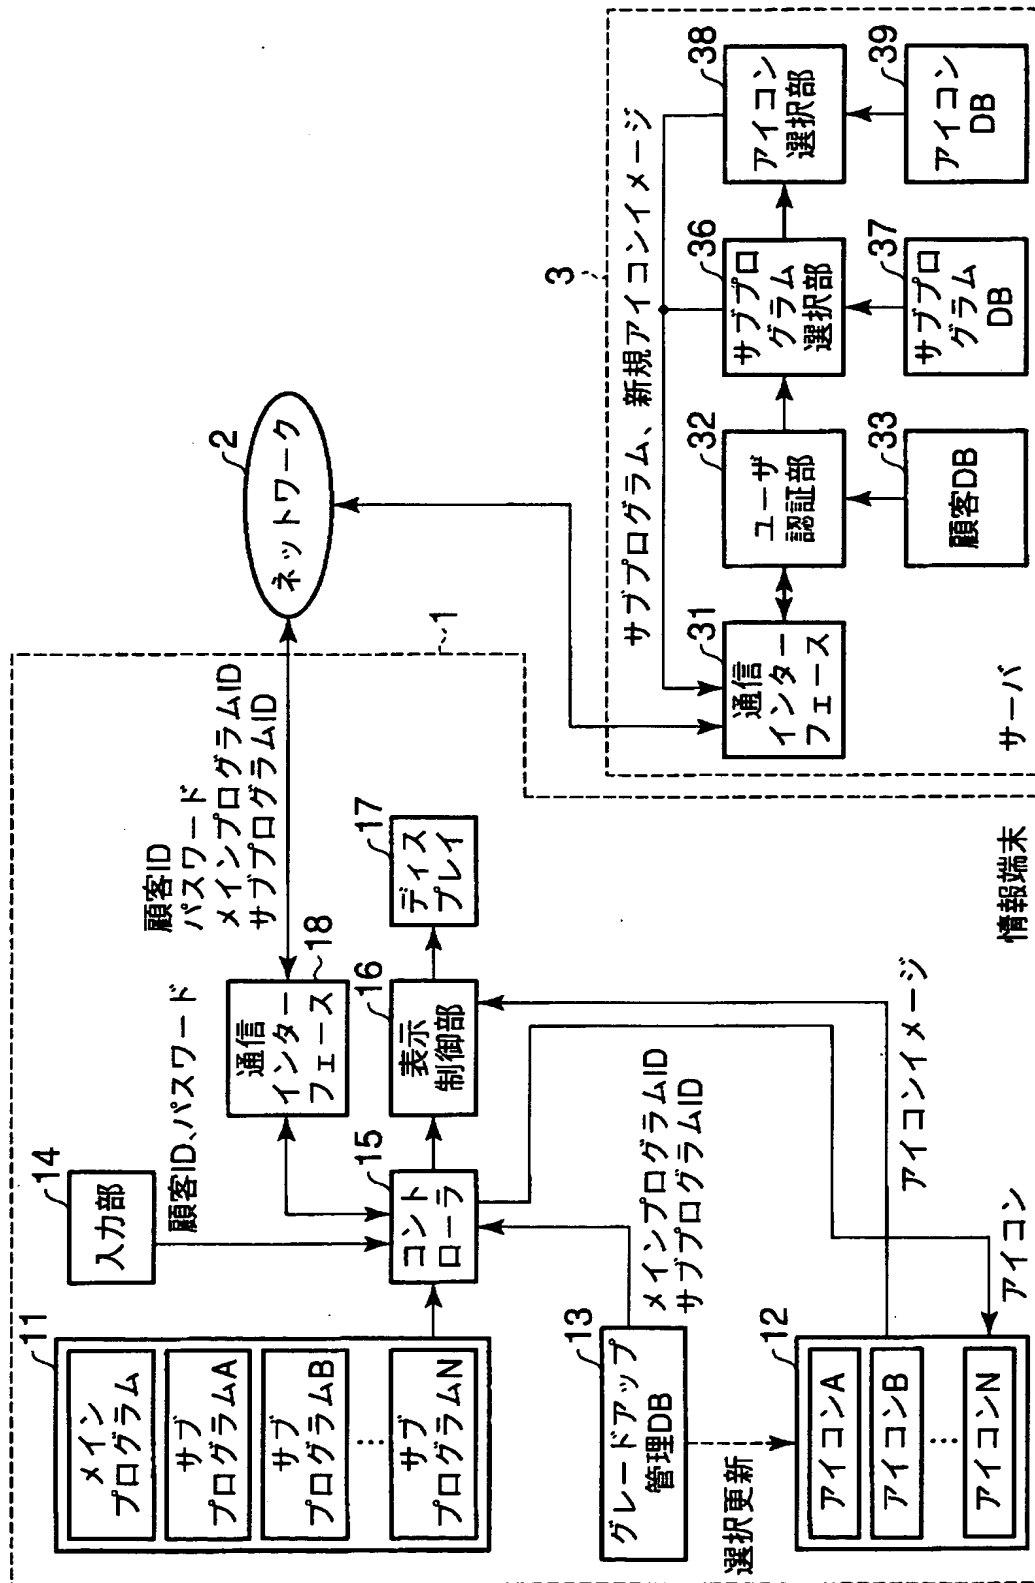 11
メイン
プログラム
サブ
プログラムA
サブ
プログラムB
⋮
サブ
プログラムN
14
入力部
顧客ID、パスワード
15
コント
ローラ
18
通信
インター
フェース
16
表示
制御部
17
ディス
プレイ
顧客ID
パスワード
メインプログラムID
サブプログラムID
2
ネットワーク
1
13
グレードアップ
管理DB
メインプログラムID
サブプログラムID
選択更新
12
アイコンA
アイコンB
⋮
アイコンN
アイコン
アイコンイメージ
情報端末
3
サブプログラム、新規アイコンイメージ
31
通信
インター
フェース
32
ユーザ
認証部
33
顧客DB
36
サブプロ
グラム
選択部
37
サブプロ
グラム
DB
38
アイコン
選択部
39
アイコン
DB
サーバ